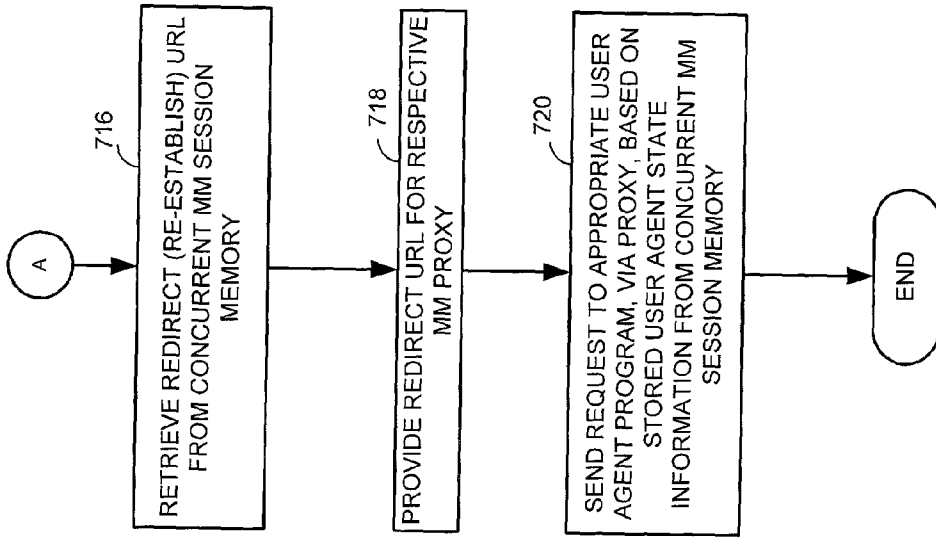 A
716
RETRIEVE REDIRECT (RE-ESTABLISH) URL
FROM CONCURRENT MM SESSION
MEMORY
718
PROVIDE REDIRECT URL FOR RESPECTIVE
MM PROXY
720
SEND REQUEST TO APPROPRIATE USER
AGENT PROGRAM, VIA PROXY, BASED ON
STORED USER AGENT STATE
INFORMATION FROM CONCURRENT MM
SESSION MEMORY
END